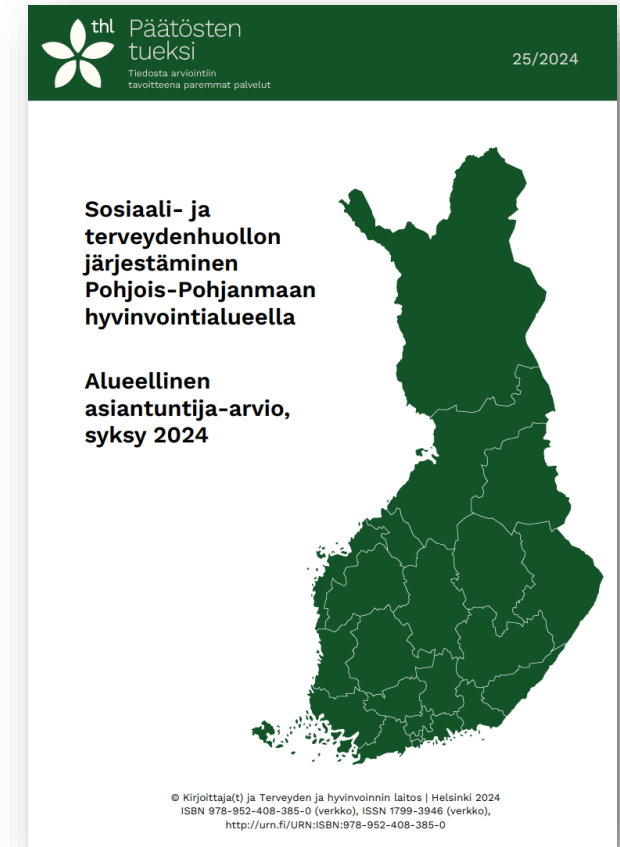 thl
Päätösten
tueksi
Tiedosta arviointiin
tavoitteena paremmat palvelut
25/2024
Sosiaali- ja
terveydenhuollon
järjestäminen
Pohjois-Pohjanmaan
hyvinvointialueella
Alueellinen
asiantuntija-arvio,
syksy 2024
© Kirjoittaja(t) ja Terveyden ja hyvinvoinnin laitos | Helsinki 2024
ISBN 978-952-408-385-0 (verkko), ISSN 1799-3946 (verkko),
http://urn.fi/URN:ISBN:978-952-408-385-0